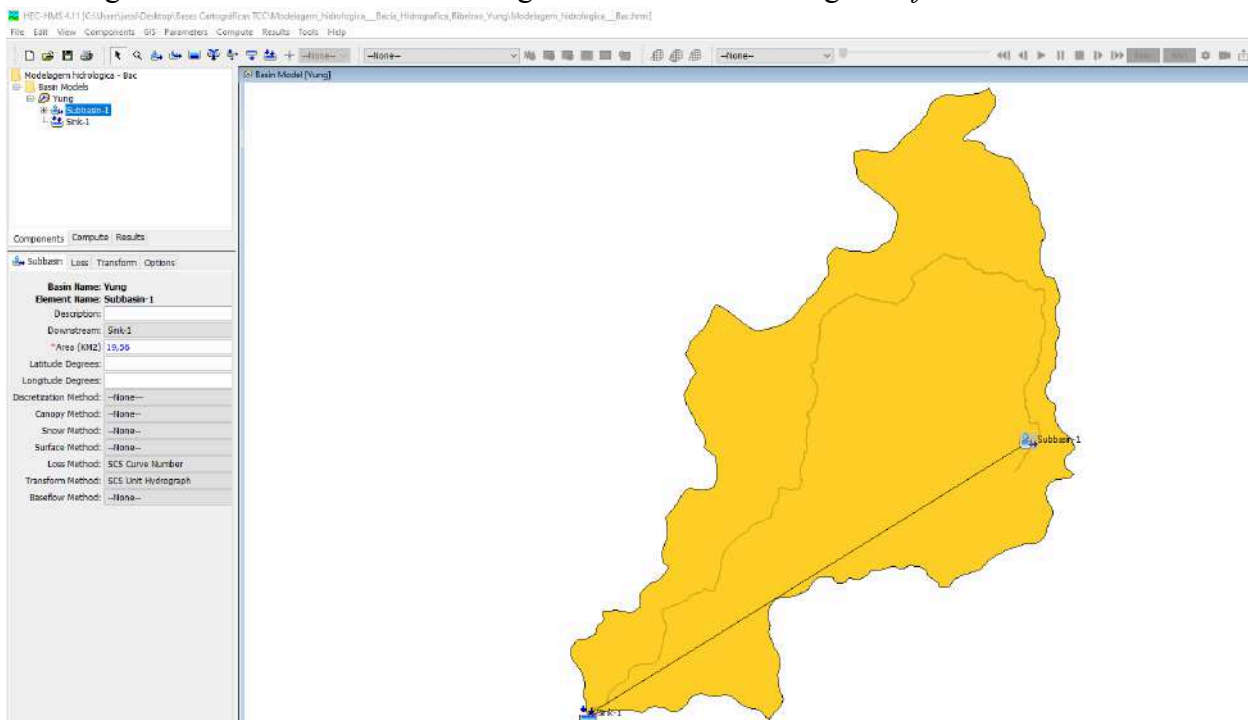 HEC-HMS 4.11 [C:\Users\jessi\Desktop\Bases Cartográficas TCC\Modelagem_hidrologica__Bacia_Hidrografica_Ribeirao_Yung\Modelagem_hidrologica__Bac.hms]
File Edit View Components GIS Parameters Compute Results Tools Help
--None-- --None-- --None--
Modelagem hidrologica - Bac
Basin Models
Yung
Subbasin-1
Sink-1
Components Compute Results
Subbasin Loss Transform Options
Basin Name: Yung
Element Name: Subbasin-1
Description:
Downstream: Sink-1
*Area (KM2) 19,56
Latitude Degrees:
Longitude Degrees:
Discretization Method: --None--
Canopy Method: --None--
Snow Method: --None--
Surface Method: --None--
Loss Method: SCS Curve Number
Transform Method: SCS Unit Hydrograph
Baseflow Method: --None--
Basin Model [Yung]
Subbasin-1
Sink-1